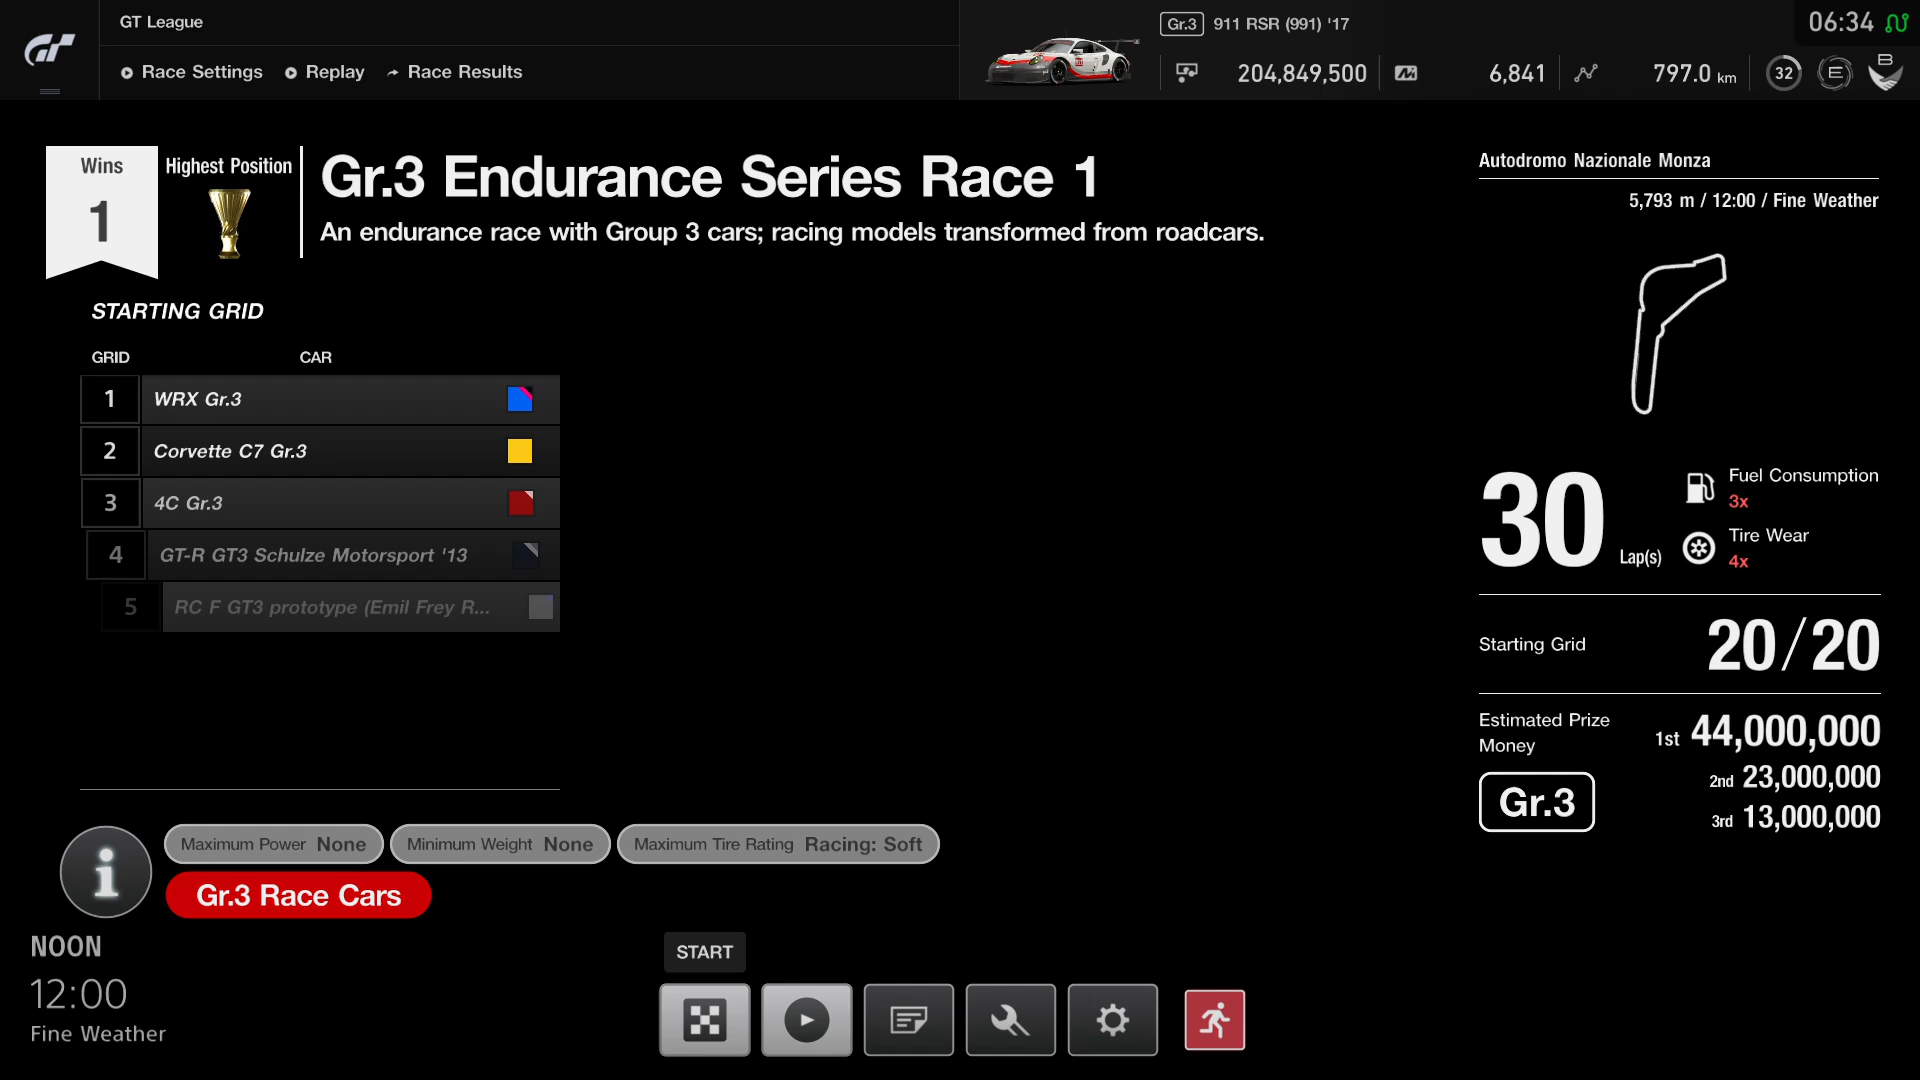 GT League
Race Settings Replay Race Results
Gr.3 911 RSR (991) '17
06:34
204,849,500 6,841 797.0 km 32 E B
Wins
1
Highest Position
Gr.3 Endurance Series Race 1
An endurance race with Group 3 cars; racing models transformed from roadcars.
STARTING GRID
GRID CAR
1 WRX Gr.3
2 Corvette C7 Gr.3
3 4C Gr.3
4 GT-R GT3 Schulze Motorsport '13
5 RC F GT3 prototype (Emil Frey R...
Autodromo Nazionale Monza
5,793 m / 12:00 / Fine Weather
30 Lap(s)
Fuel Consumption
3x
Tire Wear
4x
Starting Grid 20/20
Estimated Prize Money
1st 44,000,000
2nd 23,000,000
3rd 13,000,000
Gr.3
Maximum Power None Minimum Weight None Maximum Tire Rating Racing: Soft
Gr.3 Race Cars
NOON
12:00
Fine Weather
START